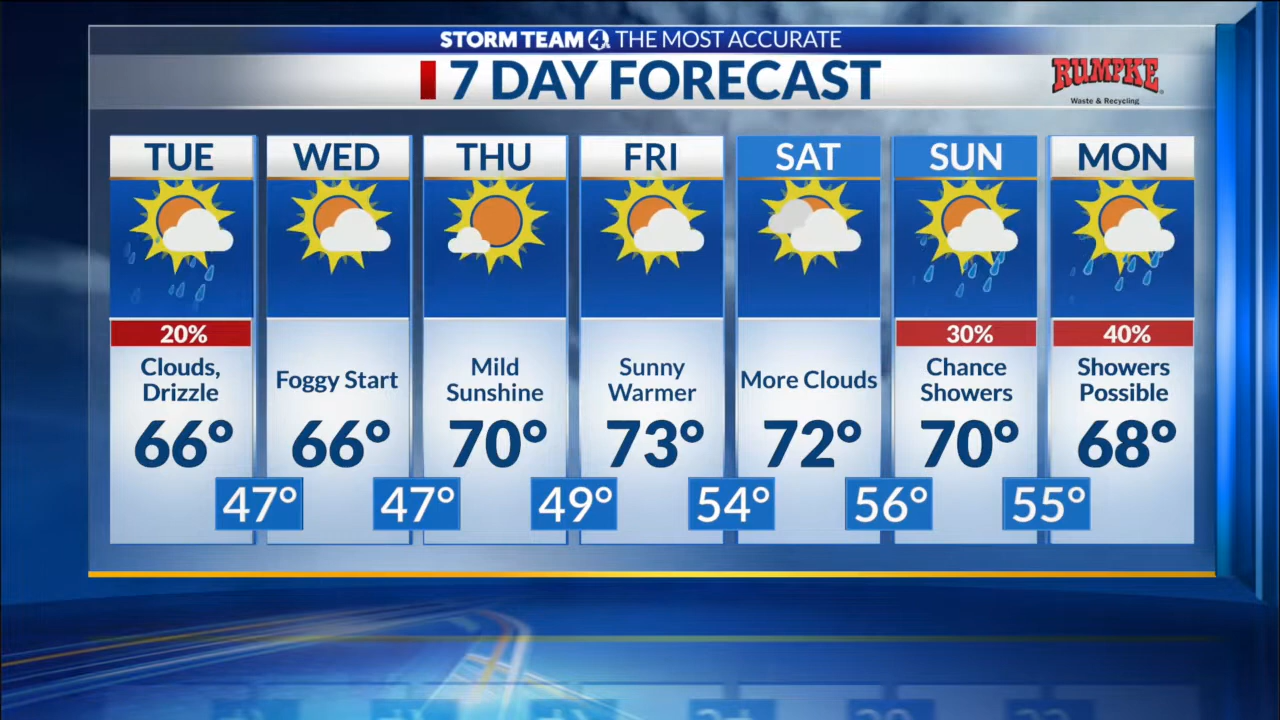 STORM TEAM 4 THE MOST ACCURATE
7 DAY FORECAST
RUMPKE
Waste & Recycling
TUE WED THU FRI SAT SUN MON
20% 30% 40%
Clouds,
Drizzle
Foggy Start
Mild
Sunshine
Sunny
Warmer
More Clouds
Chance
Showers
Showers
Possible
66° 66° 70° 73° 72° 70° 68°
47° 47° 49° 54° 56° 55°